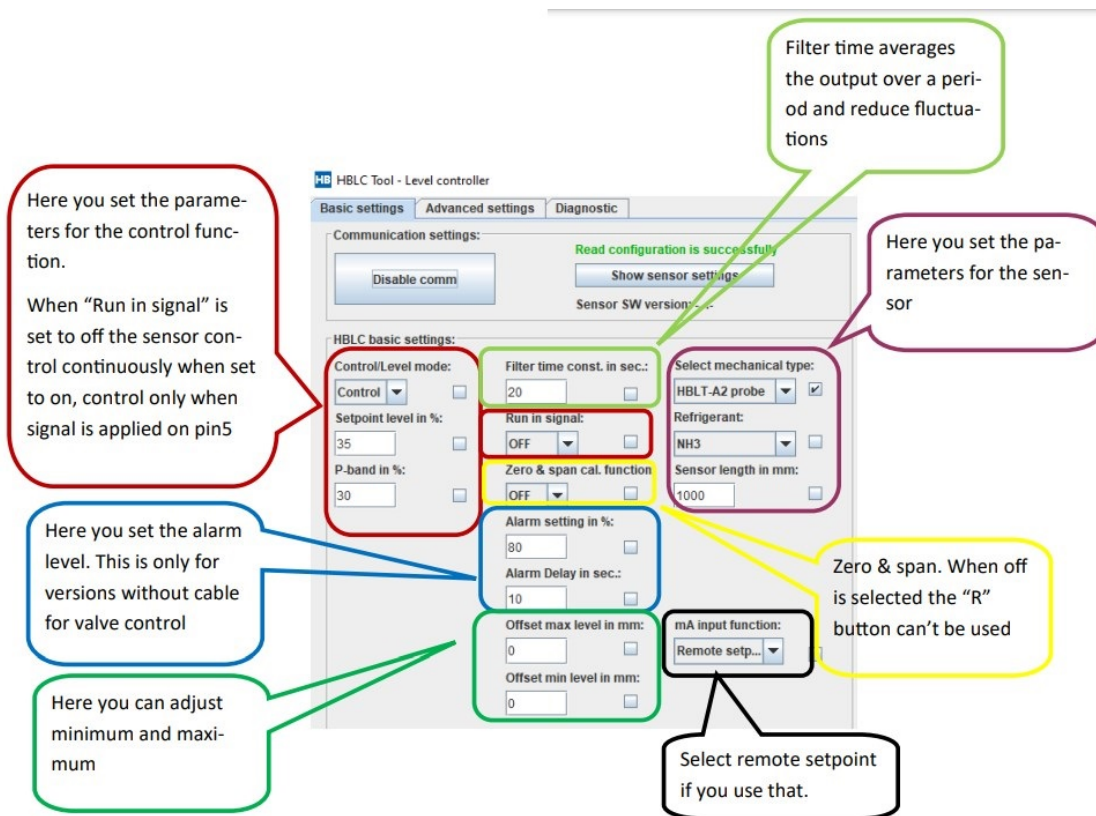 Filter time averages
the output over a peri-
od and reduce fluctua-
tions
Here you set the parame-
ters for the control func-
tion.
When “Run in signal” is
set to off the sensor con-
trol continuously when set
to on, control only when
signal is applied on pin5
Here you set the pa-
rameters for the sen-
sor
Here you set the alarm
level. This is only for
versions without cable
for valve control
Zero & span. When off
is selected the “R”
button can’t be used
Here you can adjust
minimum and maxi-
mum
Select remote setpoint
if you use that.
HB HBLC Tool - Level controller
Basic settings Advanced settings Diagnostic
Communication settings:
Read configuration is successfully
Disable comm
Show sensor settings
Sensor SW version:-.-
HBLC basic settings:
Control/Level mode:
Control
Setpoint level in %:
35
P-band in %:
30
Filter time const. in sec.:
20
Run in signal:
OFF
Zero & span cal. function
OFF
Alarm setting in %:
80
Alarm Delay in sec.:
10
Offset max level in mm:
0
Offset min level in mm:
0
Select mechanical type:
HBLT-A2 probe
Refrigerant:
NH3
Sensor length in mm:
1000
mA input function:
Remote setp...